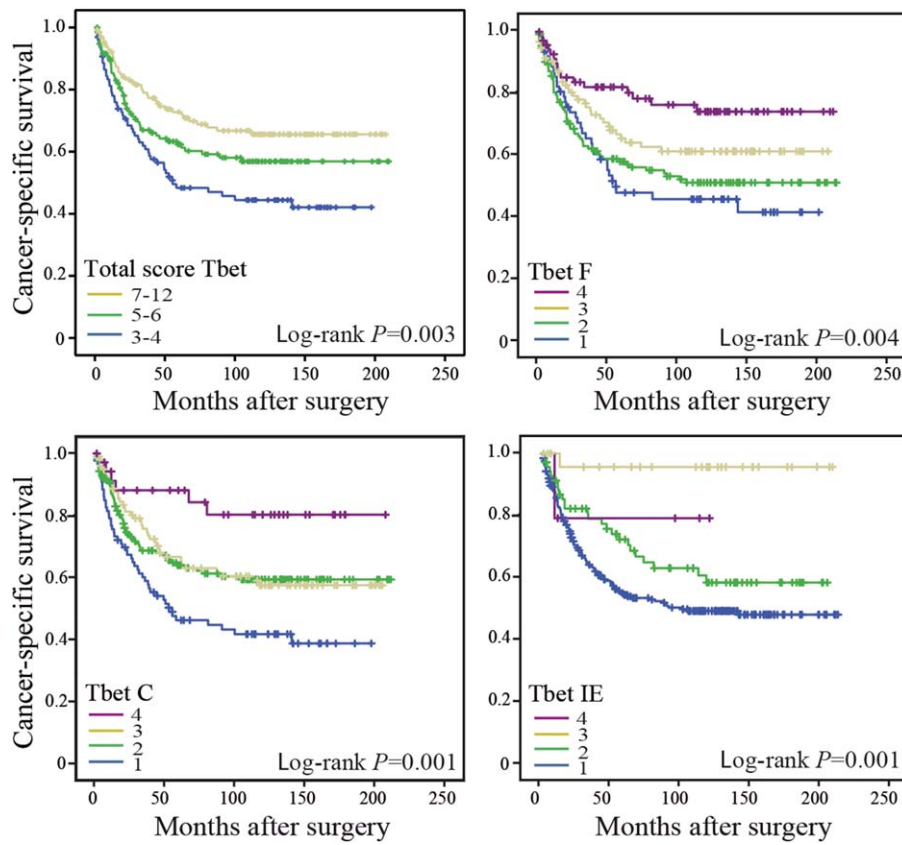 Cancer-specific survival
1.0
0.8
0.6
0.4
0.2
0
Total score Tbet
7-12
5-6
3-4
Log-rank P=0.003
0 50 100 150 200 250
Months after surgery
1.0
0.8
0.6
0.4
0.2
0
Tbet F
4
3
2
1
Log-rank P=0.004
0 50 100 150 200 250
Months after surgery
Cancer-specific survival
1.0
0.8
0.6
0.4
0.2
0
Tbet C
4
3
2
1
Log-rank P=0.001
0 50 100 150 200 250
Months after surgery
1.0
0.8
0.6
0.4
0.2
0
Tbet IE
4
3
2
1
Log-rank P=0.001
0 50 100 150 200 250
Months after surgery